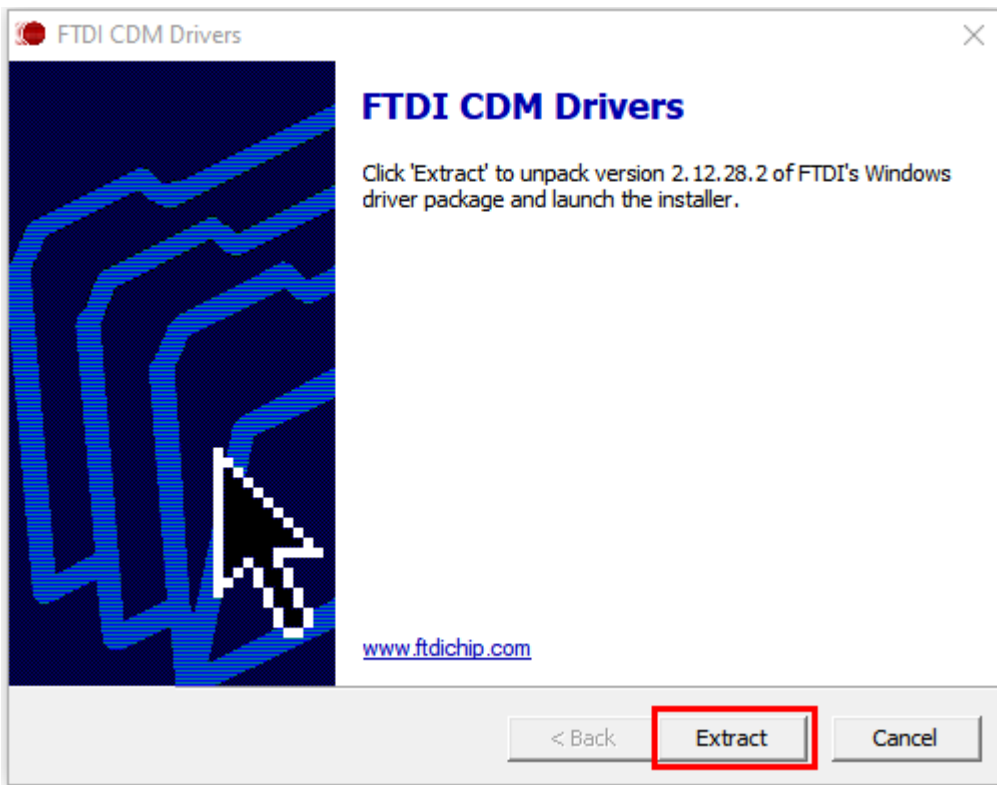 FTDI CDM Drivers
FTDI CDM Drivers
Click 'Extract' to unpack version 2.12.28.2 of FTDI's Windows
driver package and launch the installer.
www.ftdichip.com
< Back
Extract
Cancel